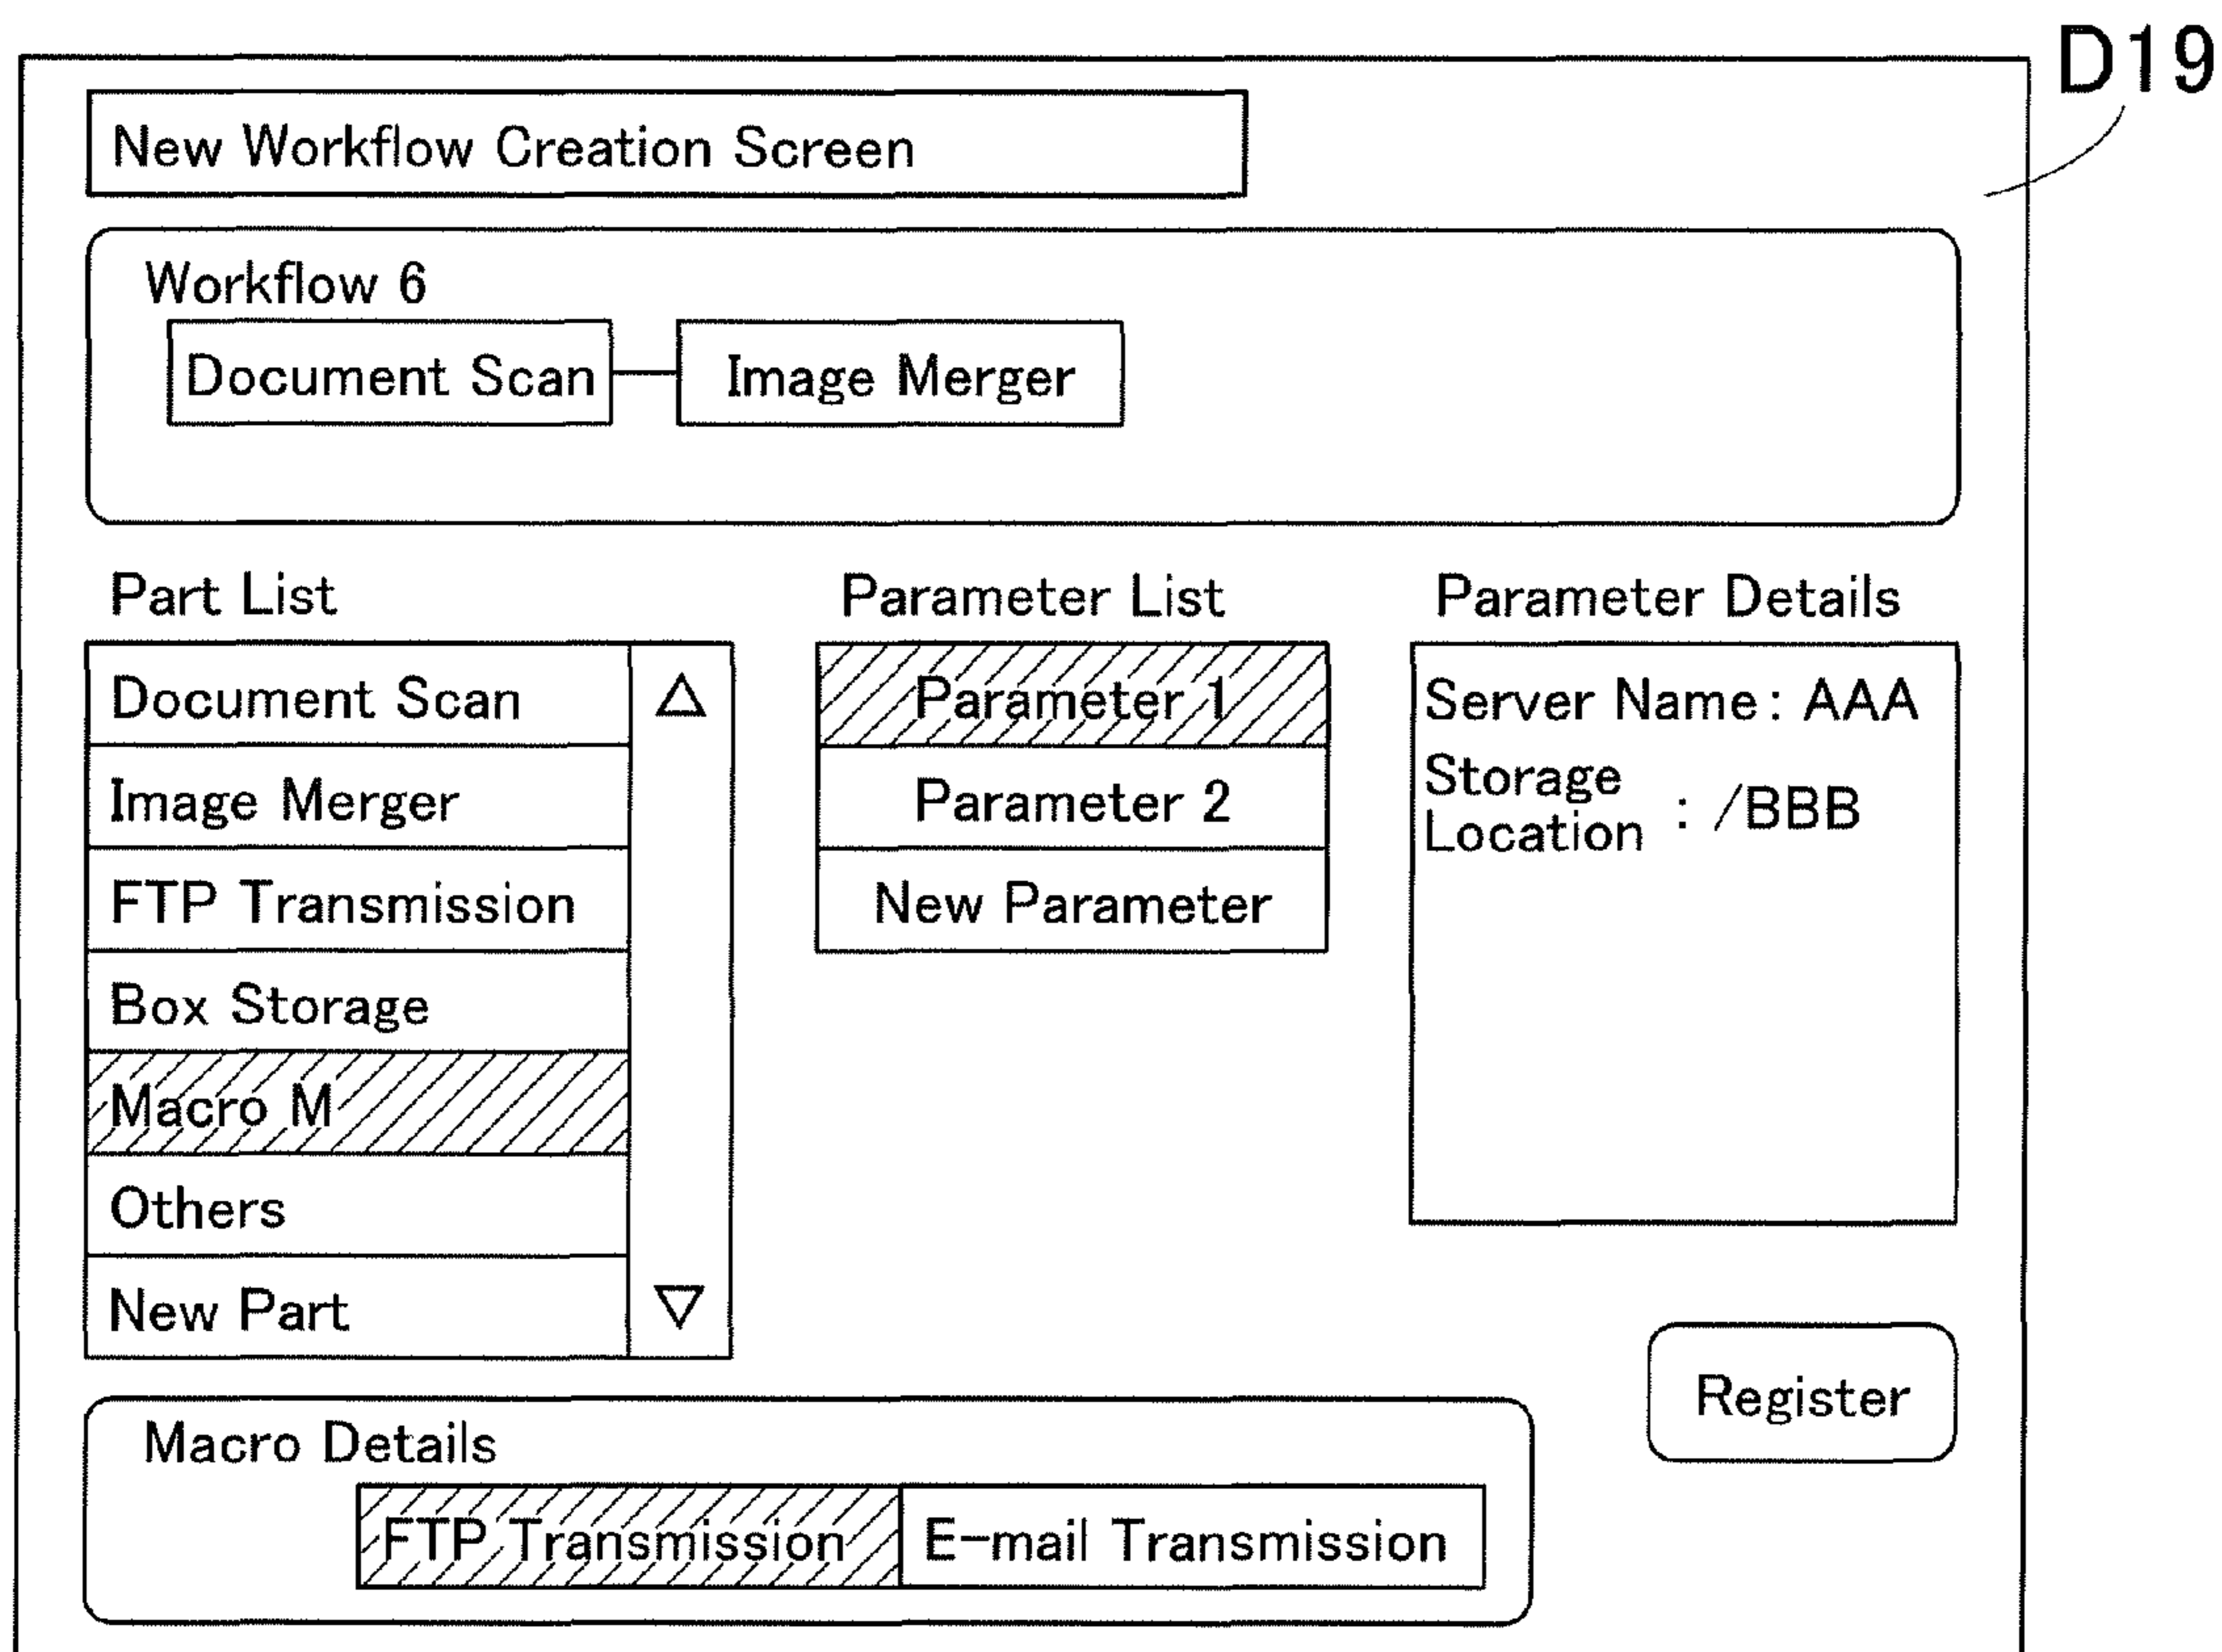 D19
New Workflow Creation Screen
Workflow 6
Document Scan
Image Merger
Part List
Document Scan
Image Merger
FTP Transmission
Box Storage
Macro M
Others
New Part
Parameter List
Parameter 1
Parameter 2
New Parameter
Parameter Details
Server Name: AAA
Storage
Location : /BBB
Register
Macro Details
FTP Transmission
E-mail Transmission